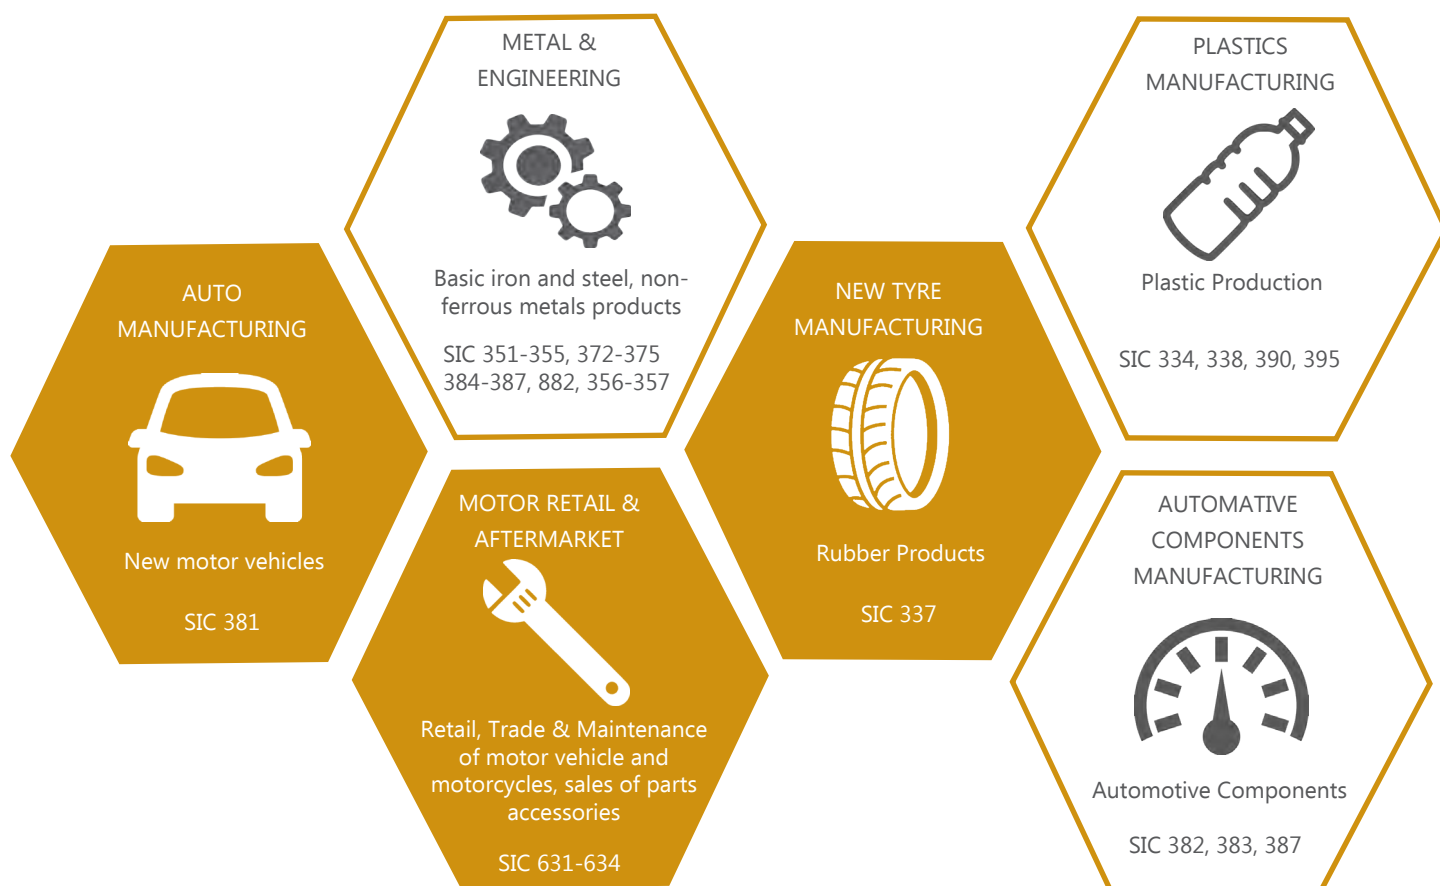 METAL &
ENGINEERING
Basic iron and steel, non-
ferrous metals products
SIC 351-355, 372-375
384-387, 882, 356-357
PLASTICS
MANUFACTURING
Plastic Production
SIC 334, 338, 390, 395
AUTO
MANUFACTURING
New motor vehicles
SIC 381
NEW TYRE
MANUFACTURING
Rubber Products
SIC 337
MOTOR RETAIL &
AFTERMARKET
Retail, Trade & Maintenance
of motor vehicle and
motorcycles, sales of parts
accessories
SIC 631-634
AUTOMATIVE
COMPONENTS
MANUFACTURING
Automotive Components
SIC 382, 383, 387